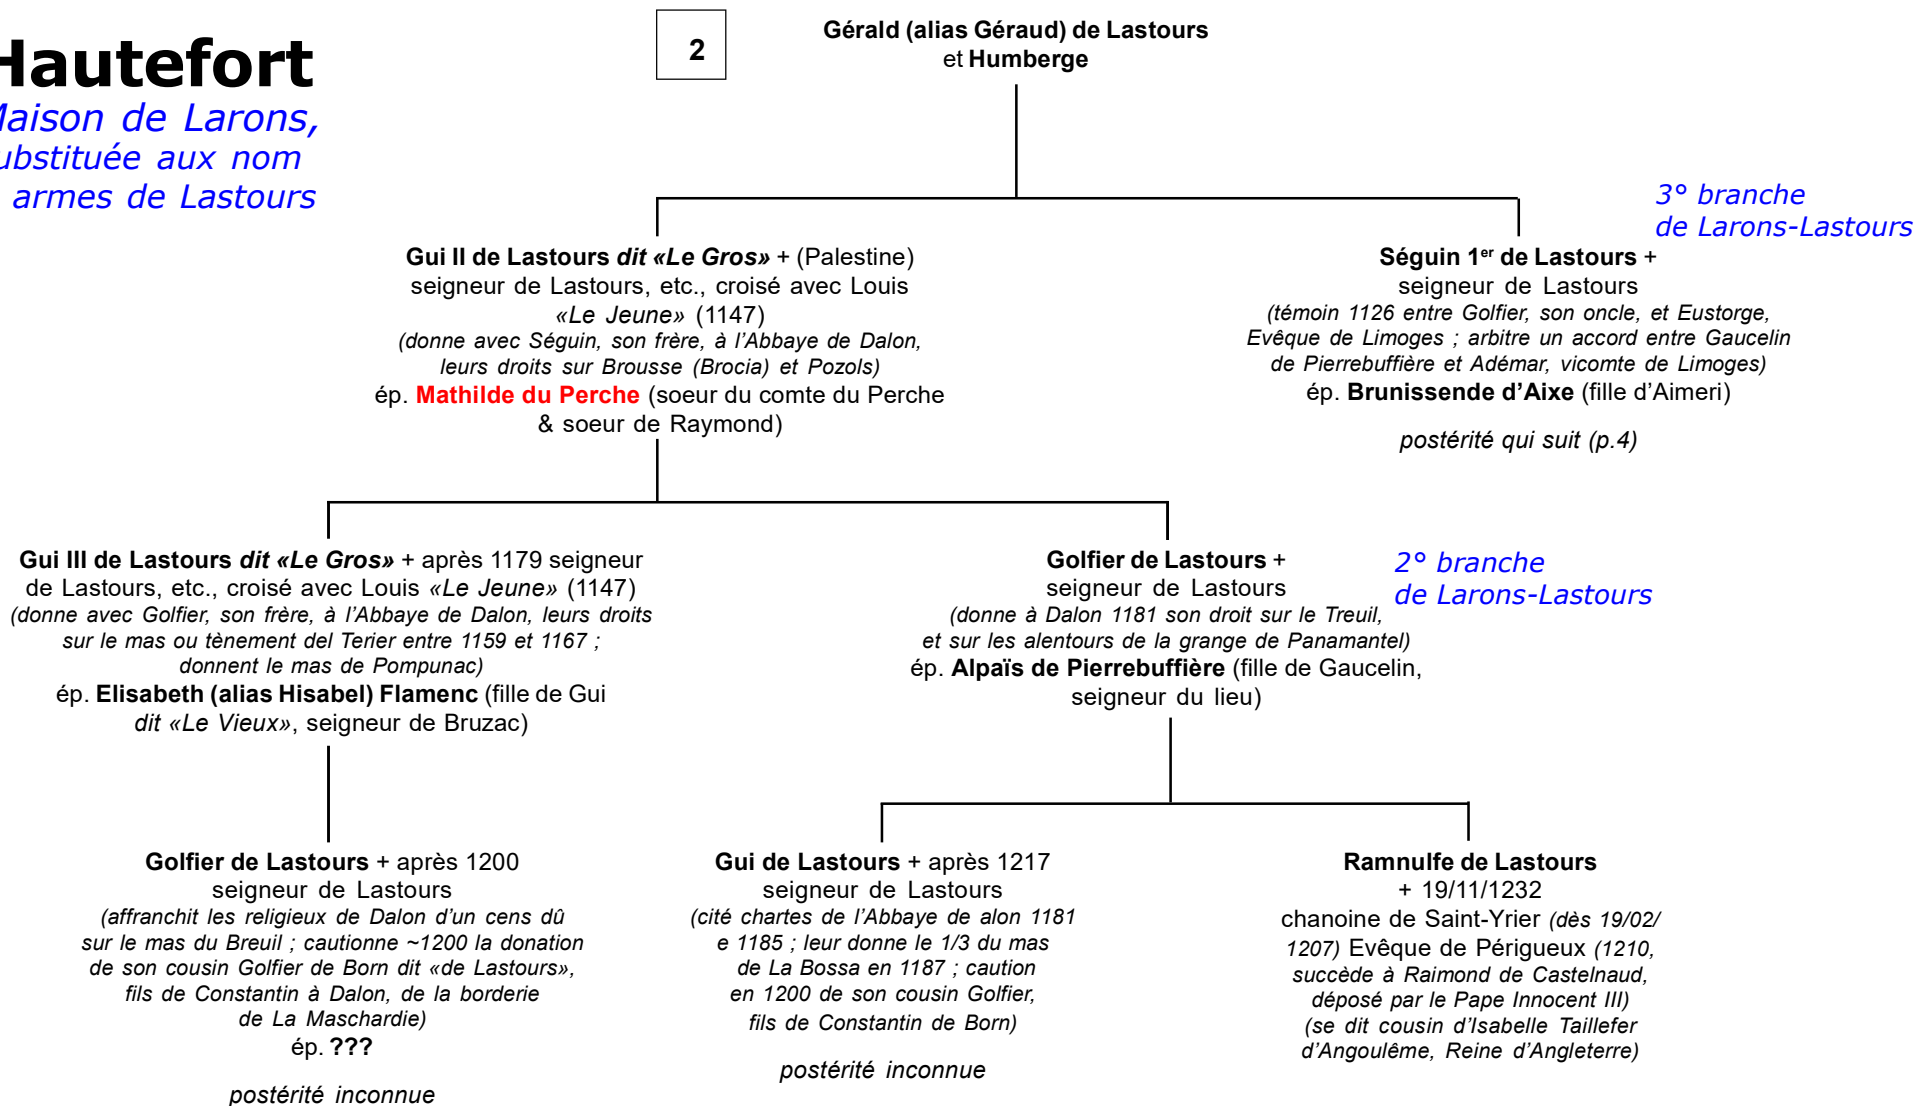 Hautefort
Maison de Larons,
substituée aux nom
armes de Lastours
2
Gérald (alias Géraud) de Lastours
et Humberge
3° branche
de Larons-Lastours
Gui II de Lastours dit «Le Gros» + (Palestine)
seigneur de Lastours, etc., croisé avec Louis
«Le Jeune» (1147)
(donne avec Séguin, son frère, à l’Abbaye de Dalon,
leurs droits sur Brousse (Brocia) et Pozols)
ép. Mathilde du Perche (soeur du comte du Perche
& soeur de Raymond)
Séguin 1er de Lastours +
seigneur de Lastours
(témoin 1126 entre Golfier, son oncle, et Eustorge,
Evêque de Limoges ; arbitre un accord entre Gaucelin
de Pierrebuffière et Adémar, vicomte de Limoges)
ép. Brunissende d’Aixe (fille d’Aimeri)
postérité qui suit (p.4)
Gui III de Lastours dit «Le Gros» + après 1179 seigneur
de Lastours, etc., croisé avec Louis «Le Jeune» (1147)
(donne avec Golfier, son frère, à l’Abbaye de Dalon, leurs droits
sur le mas ou tènement del Terier entre 1159 et 1167 ;
donnent le mas de Pompunac)
ép. Elisabeth (alias Hisabel) Flamenc (fille de Gui
dit «Le Vieux», seigneur de Bruzac)
Golfier de Lastours +
seigneur de Lastours
(donne à Dalon 1181 son droit sur le Treuil,
et sur les alentours de la grange de Panamantel)
ép. Alpaïs de Pierrebuffière (fille de Gaucelin,
seigneur du lieu)
2° branche
de Larons-Lastours
Golfier de Lastours + après 1200
seigneur de Lastours
(affranchit les religieux de Dalon d’un cens dû
sur le mas du Breuil ; cautionne ~1200 la donation
de son cousin Golfier de Born dit «de Lastours»,
fils de Constantin à Dalon, de la borderie
de La Maschardie)
ép. ???
postérité inconnue
Gui de Lastours + après 1217
seigneur de Lastours
(cité chartes de l’Abbaye de alon 1181
e 1185 ; leur donne le 1/3 du mas
de La Bossa en 1187 ; caution
en 1200 de son cousin Golfier,
fils de Constantin de Born)
postérité inconnue
Ramnulfe de Lastours
+ 19/11/1232
chanoine de Saint-Yrier (dès 19/02/
1207) Evêque de Périgueux (1210,
succède à Raimond de Castelnaud,
déposé par le Pape Innocent III)
(se dit cousin d’Isabelle Taillefer
d’Angoulême, Reine d’Angleterre)